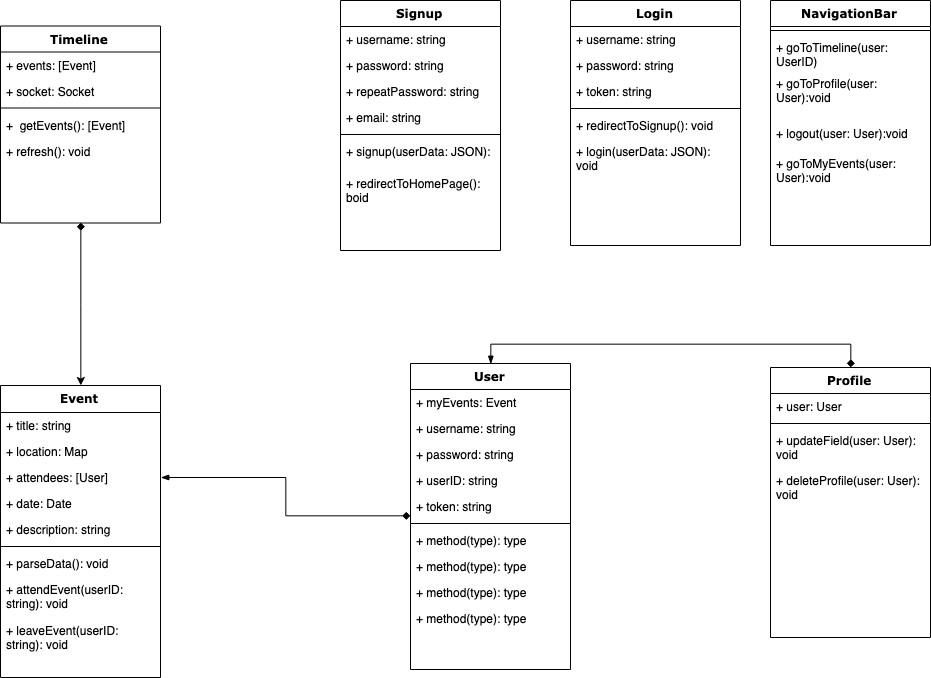 Timeline
+ events: [Event]
+ socket: Socket
+  getEvents(): [Event]
+ refresh(): void
Signup
+ username: string
+ password: string
+ repeatPassword: string
+ email: string
+ signup(userData: JSON):
+ redirectToHomePage():
boid
Login
+ username: string
+ password: string
+ token: string
+ redirectToSignup(): void
+ login(userData: JSON):
void
NavigationBar
+ goToTimeline(user:
UserID)
+ goToProfile(user:
User):void
+ logout(user: User):void
+ goToMyEvents(user:
User):void
Event
+ title: string
+ location: Map
+ attendees: [User]
+ date: Date
+ description: string
+ parseData(): void
+ attendEvent(userID:
string): void
+ leaveEvent(userID:
string): void
User
+ myEvents: Event
+ username: string
+ password: string
+ userID: string
+ token: string
+ method(type): type
+ method(type): type
+ method(type): type
+ method(type): type
Profile
+ user: User
+ updateField(user: User):
void
+ deleteProfile(user: User):
void